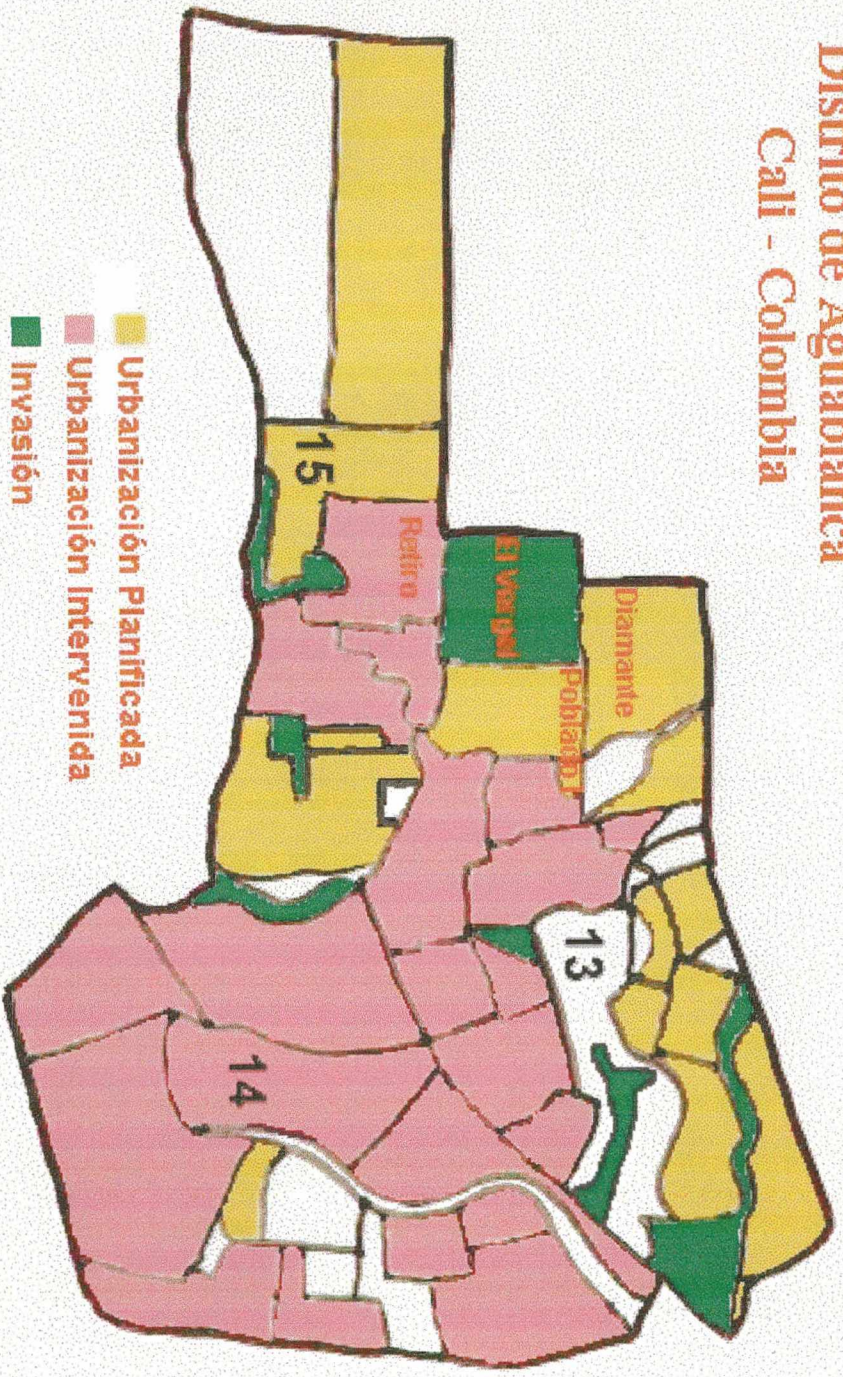 Distrito de Aguablanca
Cali - Colombia
Diamante
Poblado I
El Vergel
Retiro
13
15
14
Urbanización Planificada
Urbanización Intervenida
Invasión